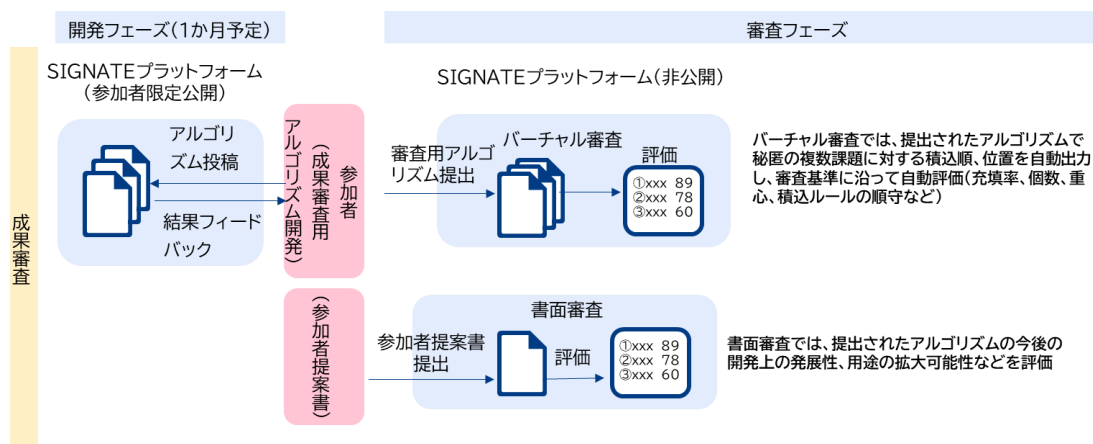 開発フェーズ(1か月予定)
審査フェーズ
成果審査
SIGNATEプラットフォーム
(参加者限定公開)
アルゴリ
ズム投稿
結果フィード
バック
参加者
(成果審査用
アルゴリズム開発)
SIGNATEプラットフォーム(非公開)
審査用アルゴ
リズム提出
バーチャル審査
評価
①xxx 89
②xxx 78
③xxx 60
バーチャル審査では、提出されたアルゴリズムで
秘匿の複数課題に対する積込順、位置を自動出力
し、審査基準に沿って自動評価(充填率、個数、重
心、積込ルールの順守など)
(参加者提案書)
参加者提案書
提出
書面審査
評価
①xxx 89
②xxx 78
③xxx 60
書面審査では、提出されたアルゴリズムの今後の
開発上の発展性、用途の拡大可能性などを評価